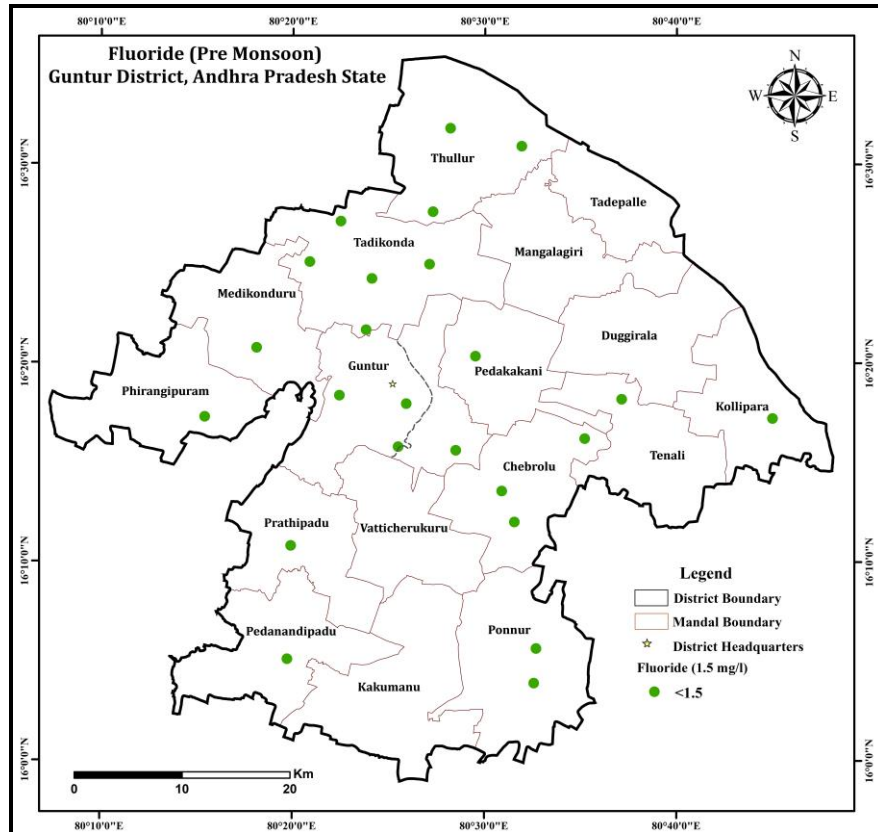 80°10'0"E 80°20'0"E 80°30'0"E 80°40'0"E
Fluoride (Pre Monsoon)
Guntur District, Andhra Pradesh State
N
W E
S
16°30'0"N 16°30'0"N
Thullur
Tadepalle
Tadikonda
Mangalagiri
Medikonduru
Duggirala
16°20'0"N 16°20'0"N
Guntur
Pedakakani
Phirangipuram
Kollipara
Chebrolu
Tenali
Prathipadu
Vatticherukuru
16°10'0"N 16°10'0"N
Legend
District Boundary
Mandal Boundary
District Headquarters
Fluoride (1.5 mg/l)
<1.5
Pedanandipadu
Ponnur
Kakumanu
16°0'0"N 16°0'0"N
Km
0 10 20
80°10'0"E 80°20'0"E 80°30'0"E 80°40'0"E